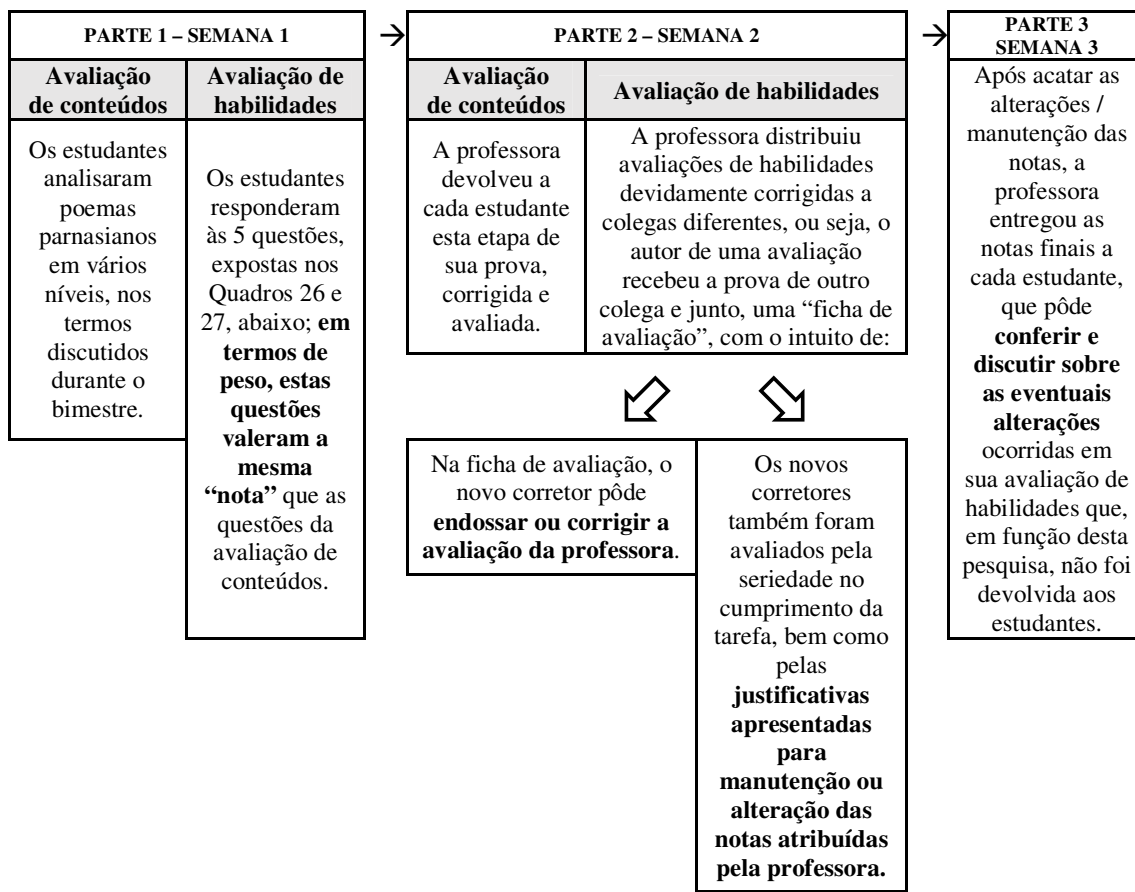 PARTE 1 – SEMANA 1
Avaliação
de conteúdos
Os estudantes
analisaram
poemas
parnasianos
em vários
níveis, nos
termos
discutidos
durante o
bimestre.
Avaliação de
habilidades
Os estudantes
responderam
às 5 questões,
expostas nos
Quadros 26 e
27, abaixo; em
termos de
peso, estas
questões
valeram a
mesma
“nota” que as
questões da
avaliação de
conteúdos.
→
PARTE 2 – SEMANA 2
Avaliação
de conteúdos
A professora
devolveu a
cada estudante
esta etapa de
sua prova,
corrigida e
avaliada.
Avaliação de habilidades
A professora distribuiu
avaliações de habilidades
devidamente corrigidas a
colegas diferentes, ou seja, o
autor de uma avaliação
recebeu a prova de outro
colega e junto, uma “ficha de
avaliação”, com o intuito de:
Na ficha de avaliação, o
novo corretor pôde
endossar ou corrigir a
avaliação da professora.
Os novos
corretores
também foram
avaliados pela
seriedade no
cumprimento da
tarefa, bem como
pelas
justificativas
apresentadas
para
manutenção ou
alteração das
notas atribuídas
pela professora.
→
PARTE 3
SEMANA 3
Após acatar as
alterações /
manutenção das
notas, a
professora
entregou as
notas finais a
cada estudante,
que pôde
conferir e
discutir sobre
as eventuais
alterações
ocorridas em
sua avaliação de
habilidades que,
em função desta
pesquisa, não foi
devolvida aos
estudantes.